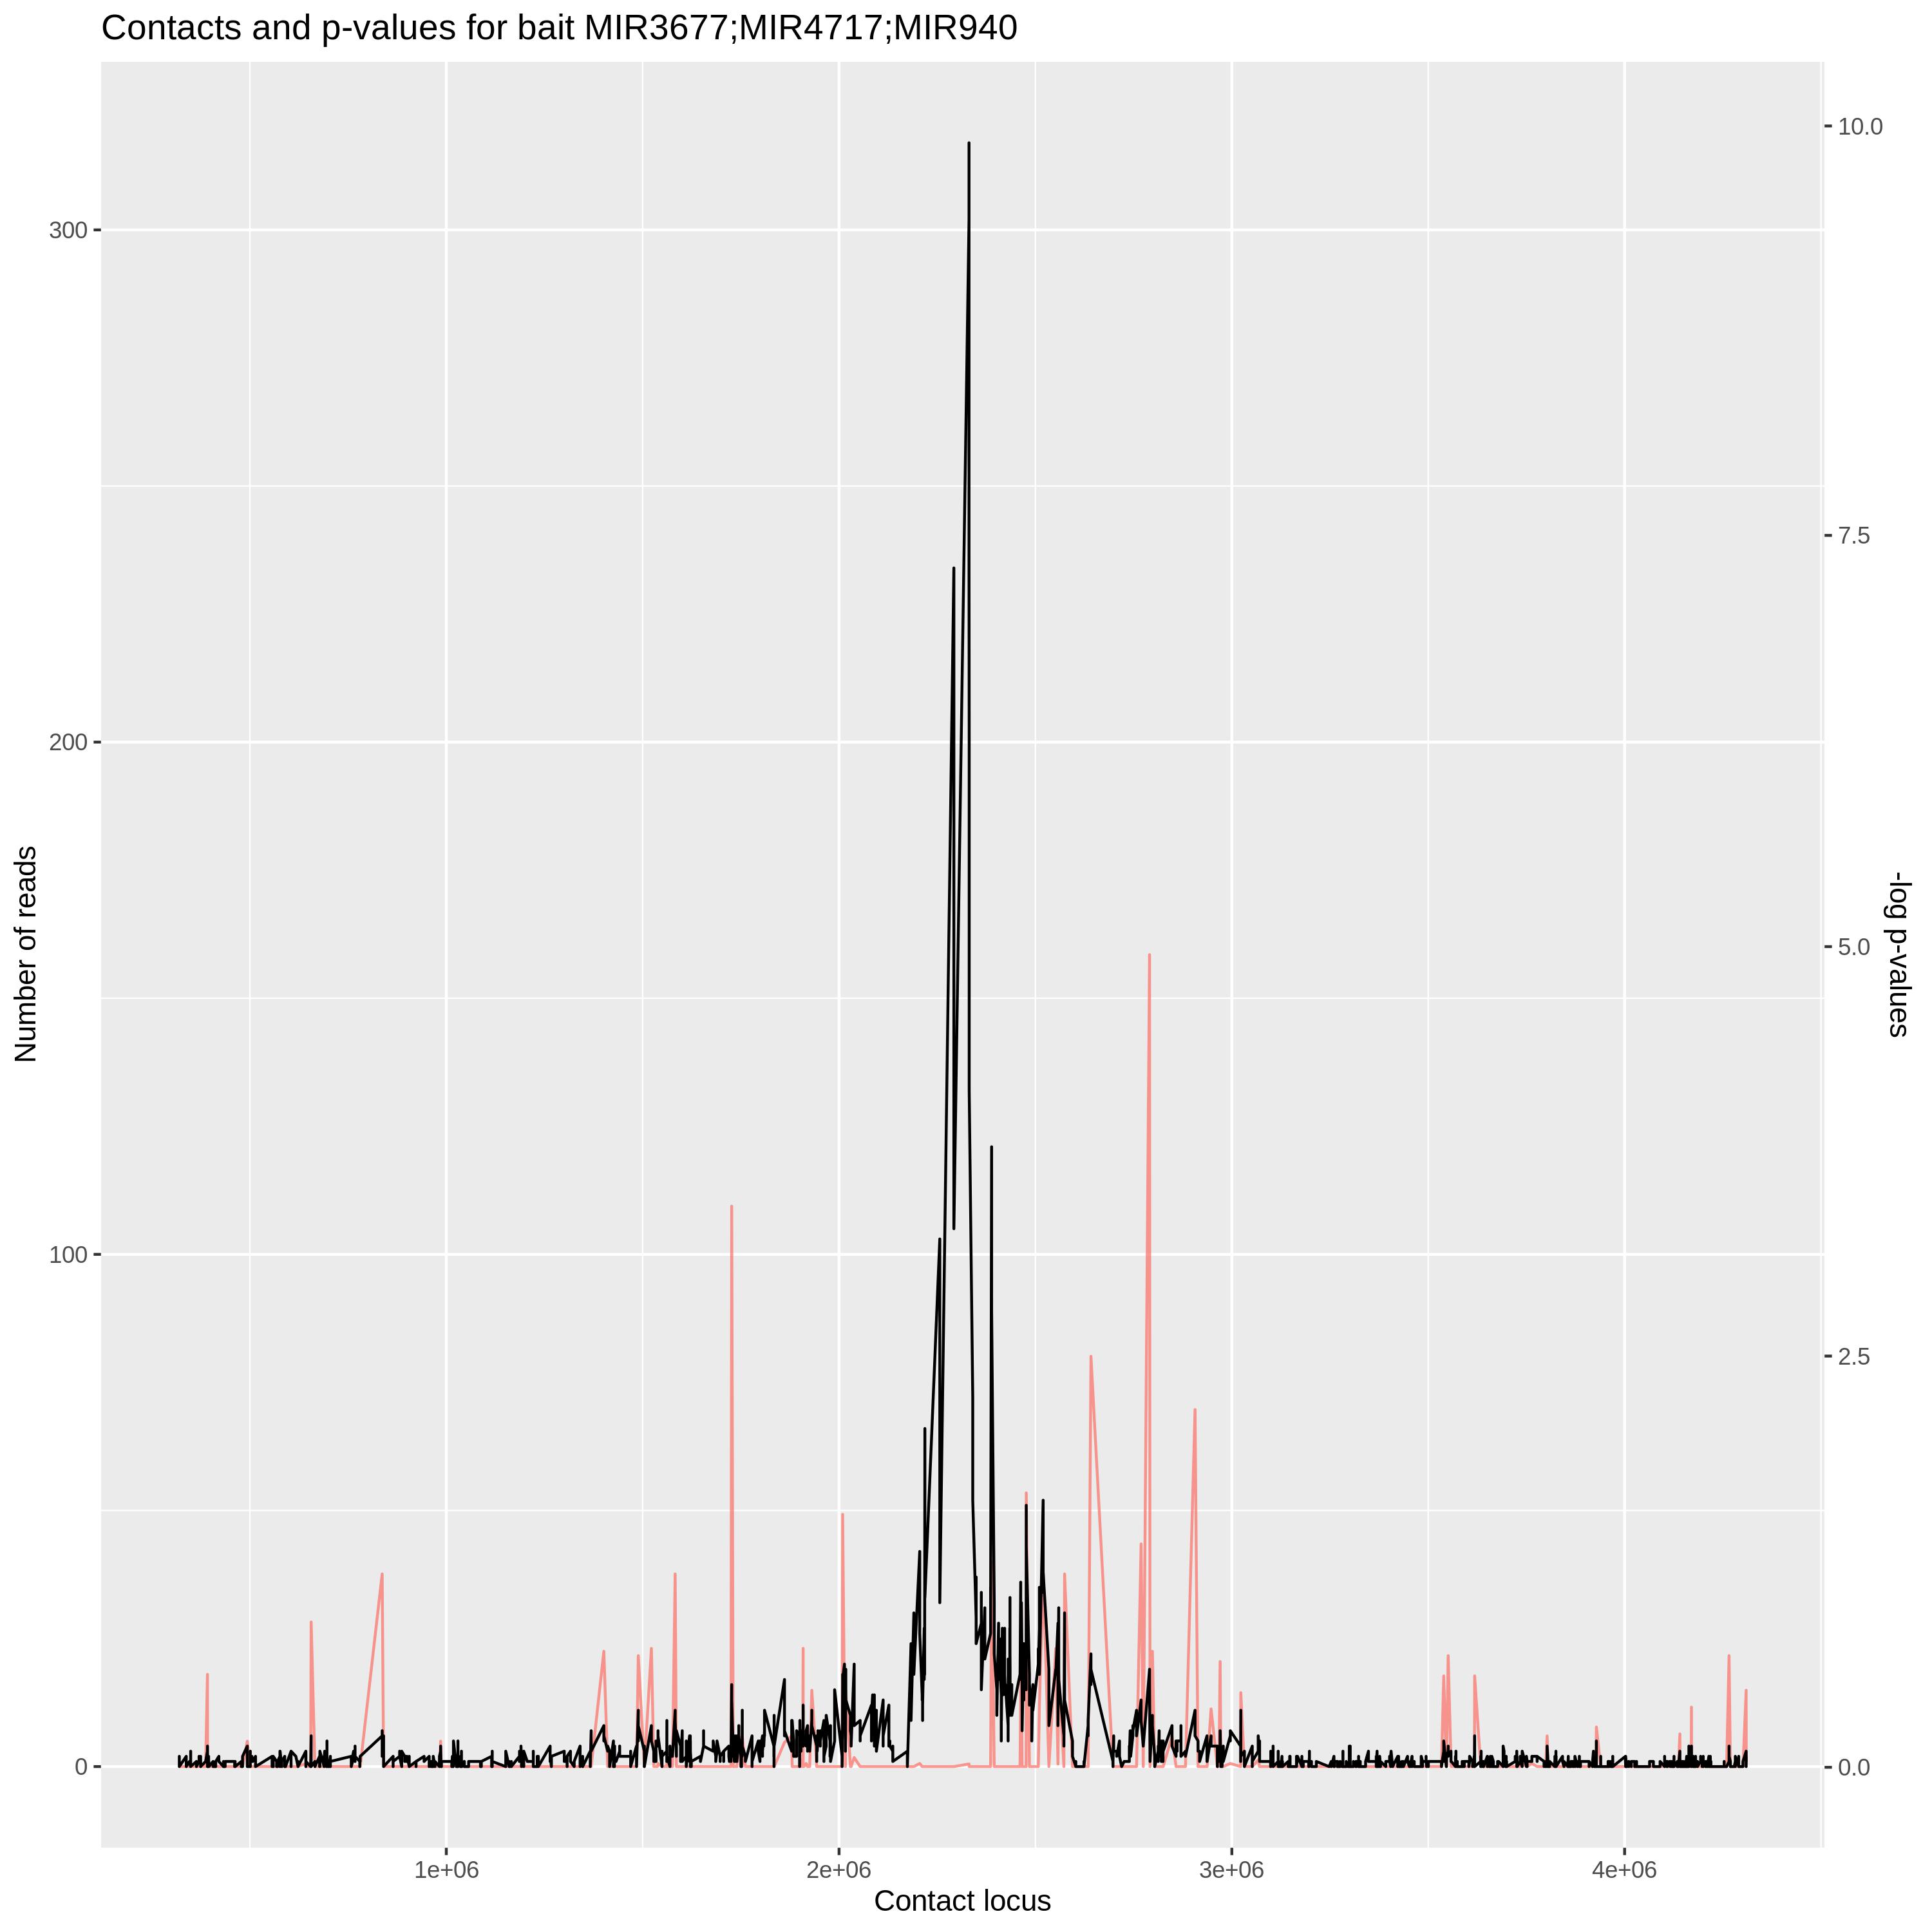 Contacts and p-values for bait MIR3677;MIR4717;MIR940
Number of reads
300
200
100
0
10.0
7.5
5.0
2.5
0.0
-log p-values
1e+06
2e+06
3e+06
4e+06
Contact locus